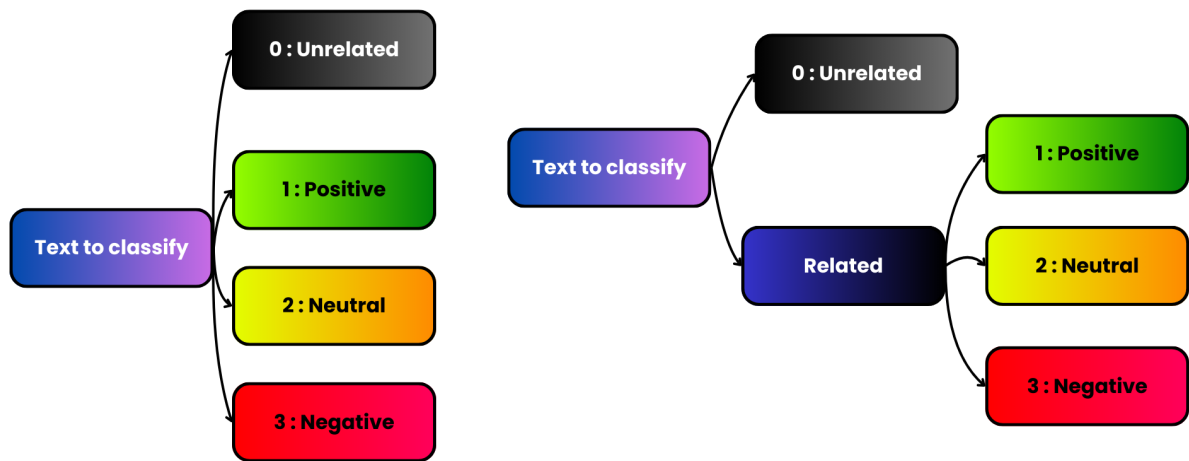 0 : Unrelated
1 : Positive
Text to classify
2 : Neutral
3 : Negative
0 : Unrelated
Text to classify
Related
1 : Positive
2 : Neutral
3 : Negative